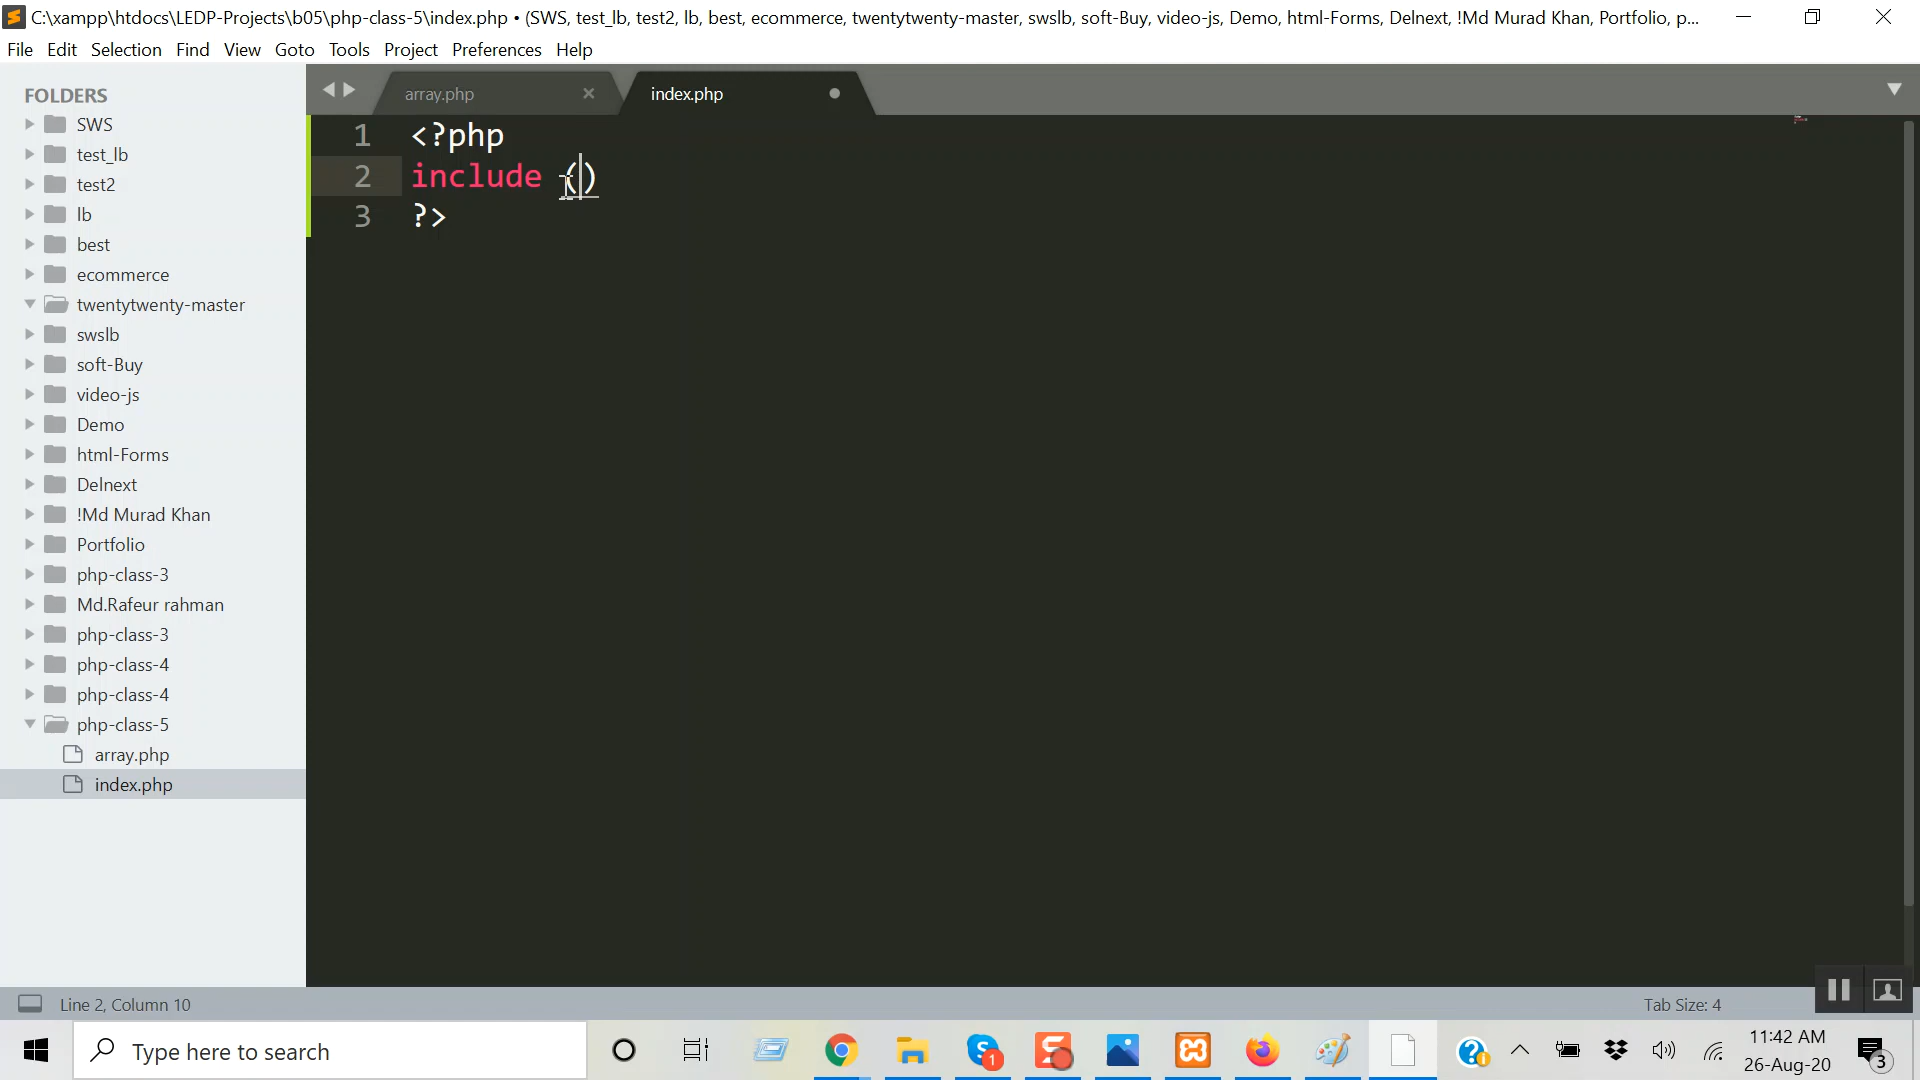 C:\xampp\htdocs\LEDP-Projects\b05\php-class-5\index.php • (SWS, test_lb, test2, lb, best, ecommerce, twentytwenty-master, swslb, soft-Buy, video-js, Demo, html-Forms, Delnext, !Md Murad Khan, Portfolio, p...
File Edit Selection Find View Goto Tools Project Preferences Help
FOLDERS
SWS
test_lb
test2
lb
best
ecommerce
twentytwenty-master
swslb
soft-Buy
video-js
Demo
html-Forms
Delnext
!Md Murad Khan
Portfolio
php-class-3
Md.Rafeur rahman
php-class-3
php-class-4
php-class-4
php-class-5
array.php
index.php
array.php index.php
1 <?php
2 include ()
3 ?>
Line 2, Column 10 Tab Size: 4
Type here to search
1
11:42 AM
26-Aug-20
3